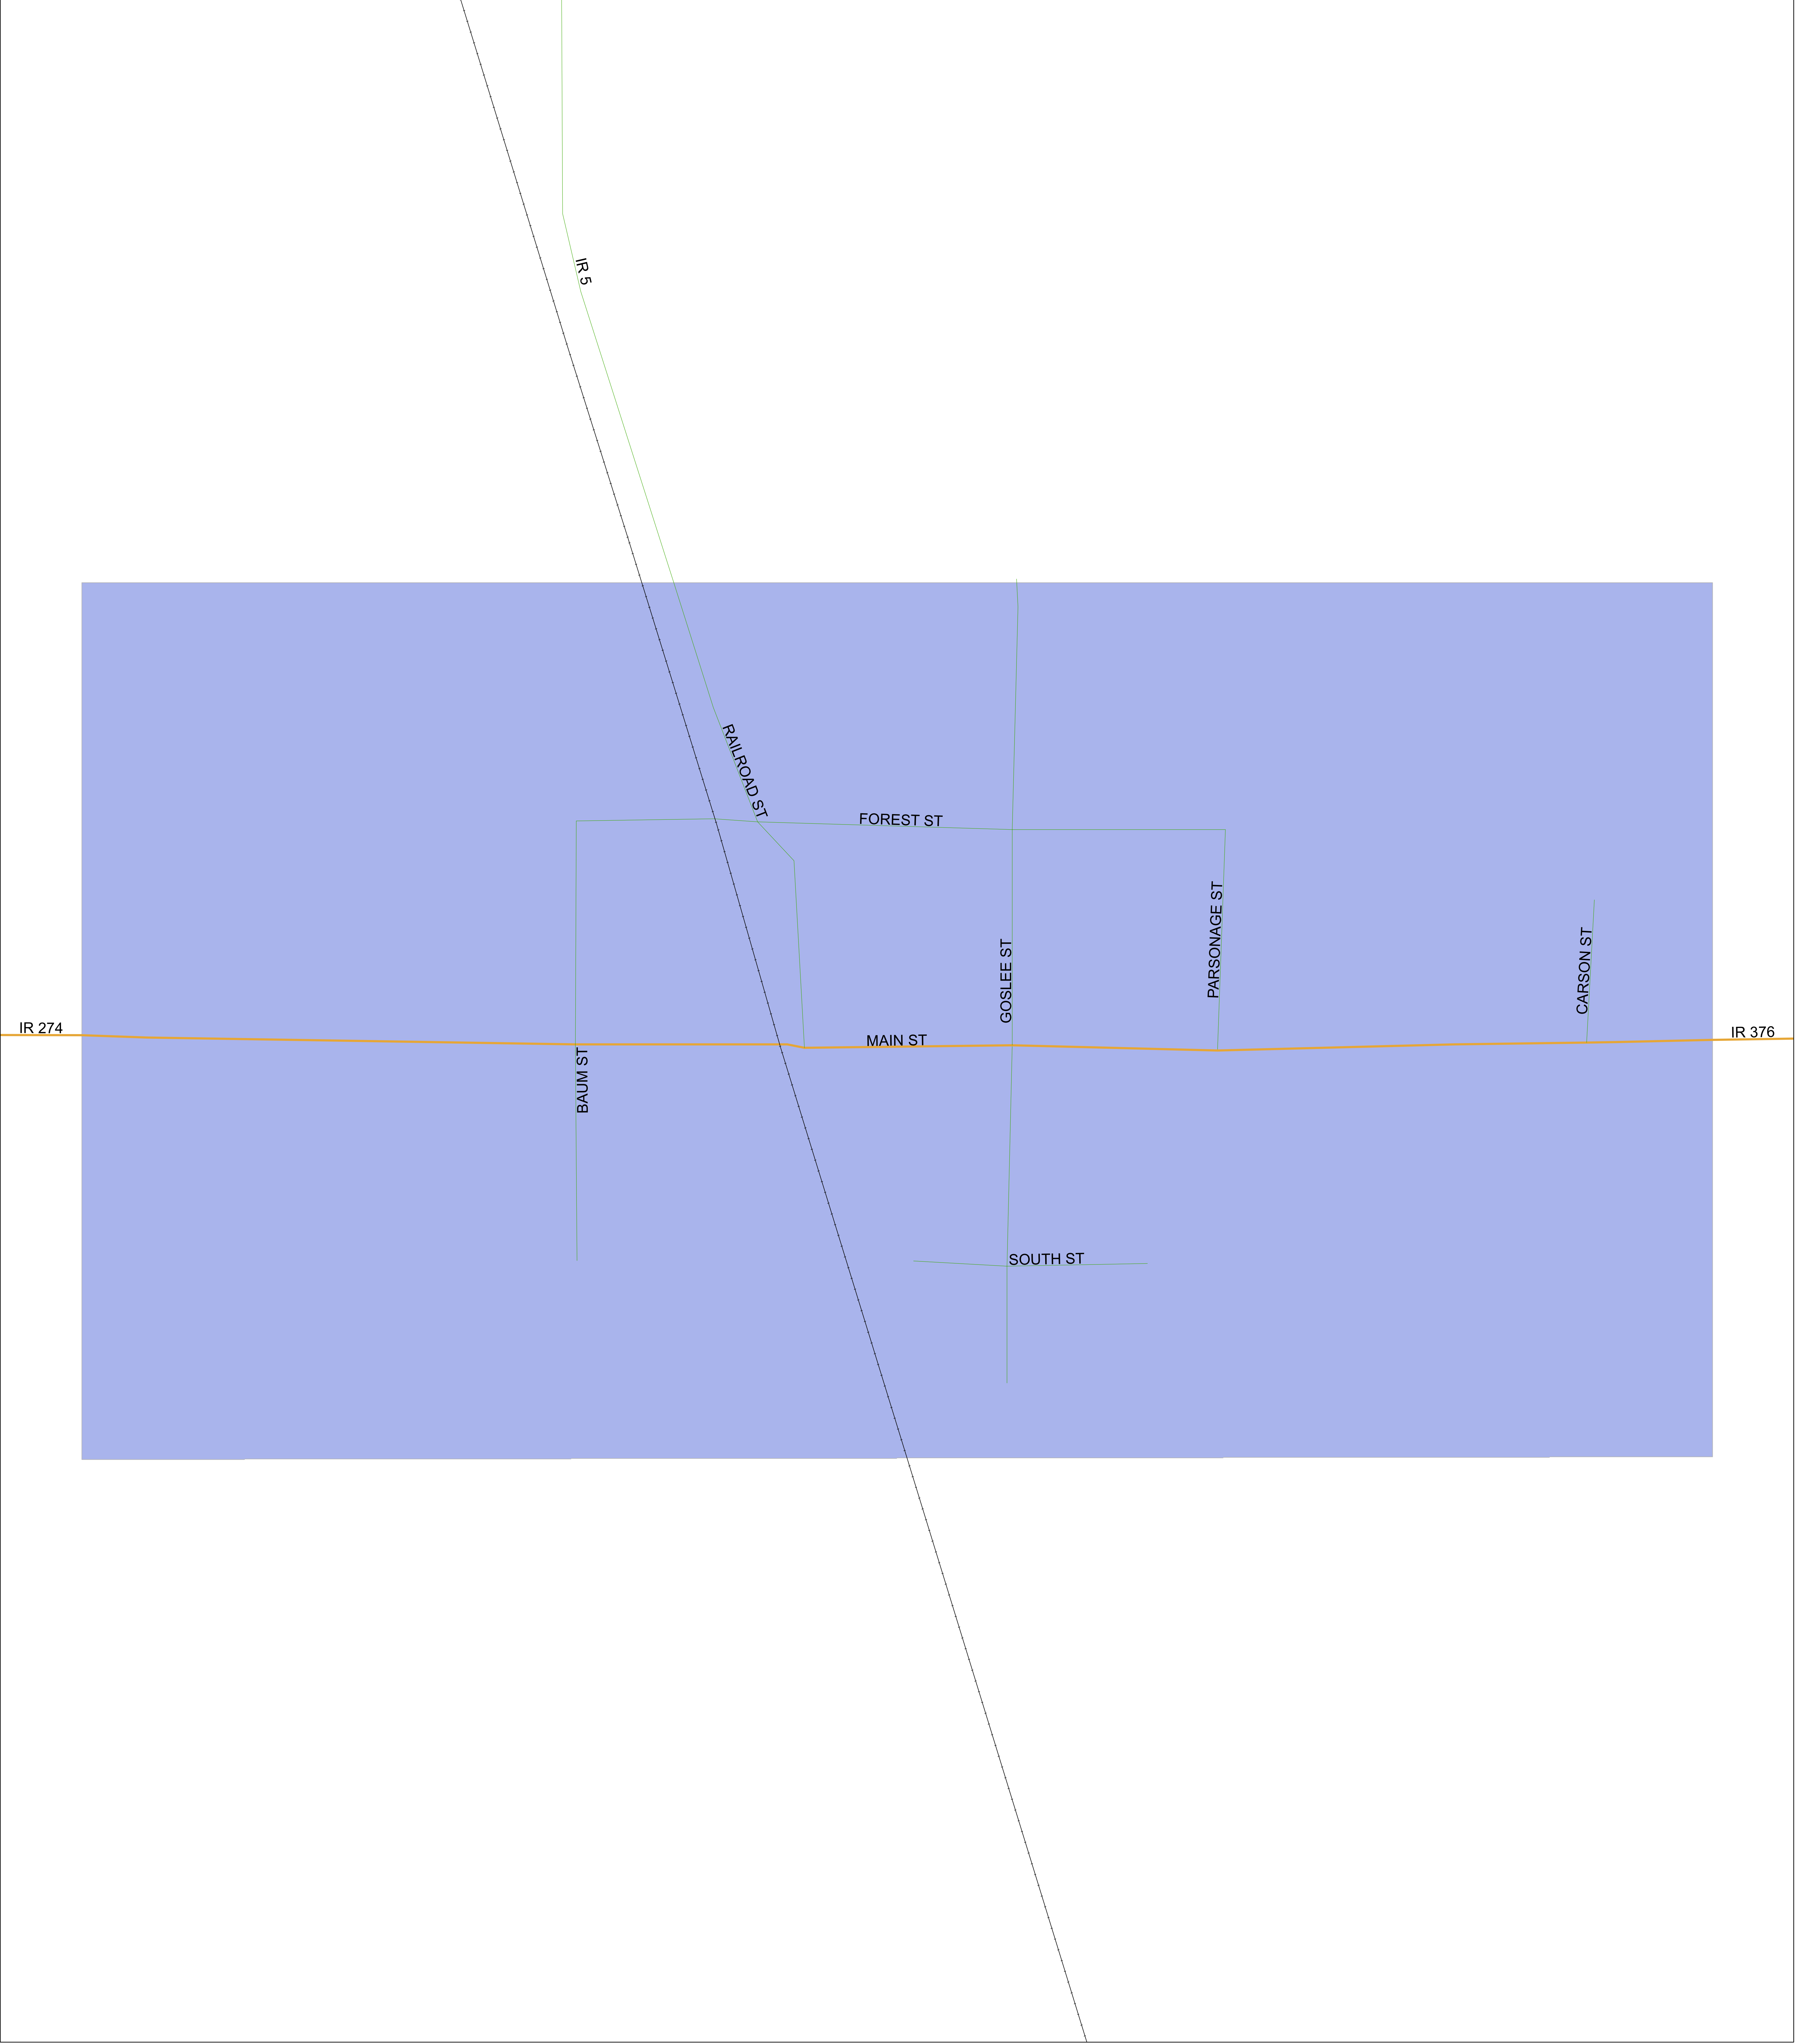 IR 5
RAILROAD ST
FOREST ST
PARSONAGE ST
GOSLEE ST
CARSON ST
IR 274
MAIN ST
IR 376
BAUM ST
SOUTH ST